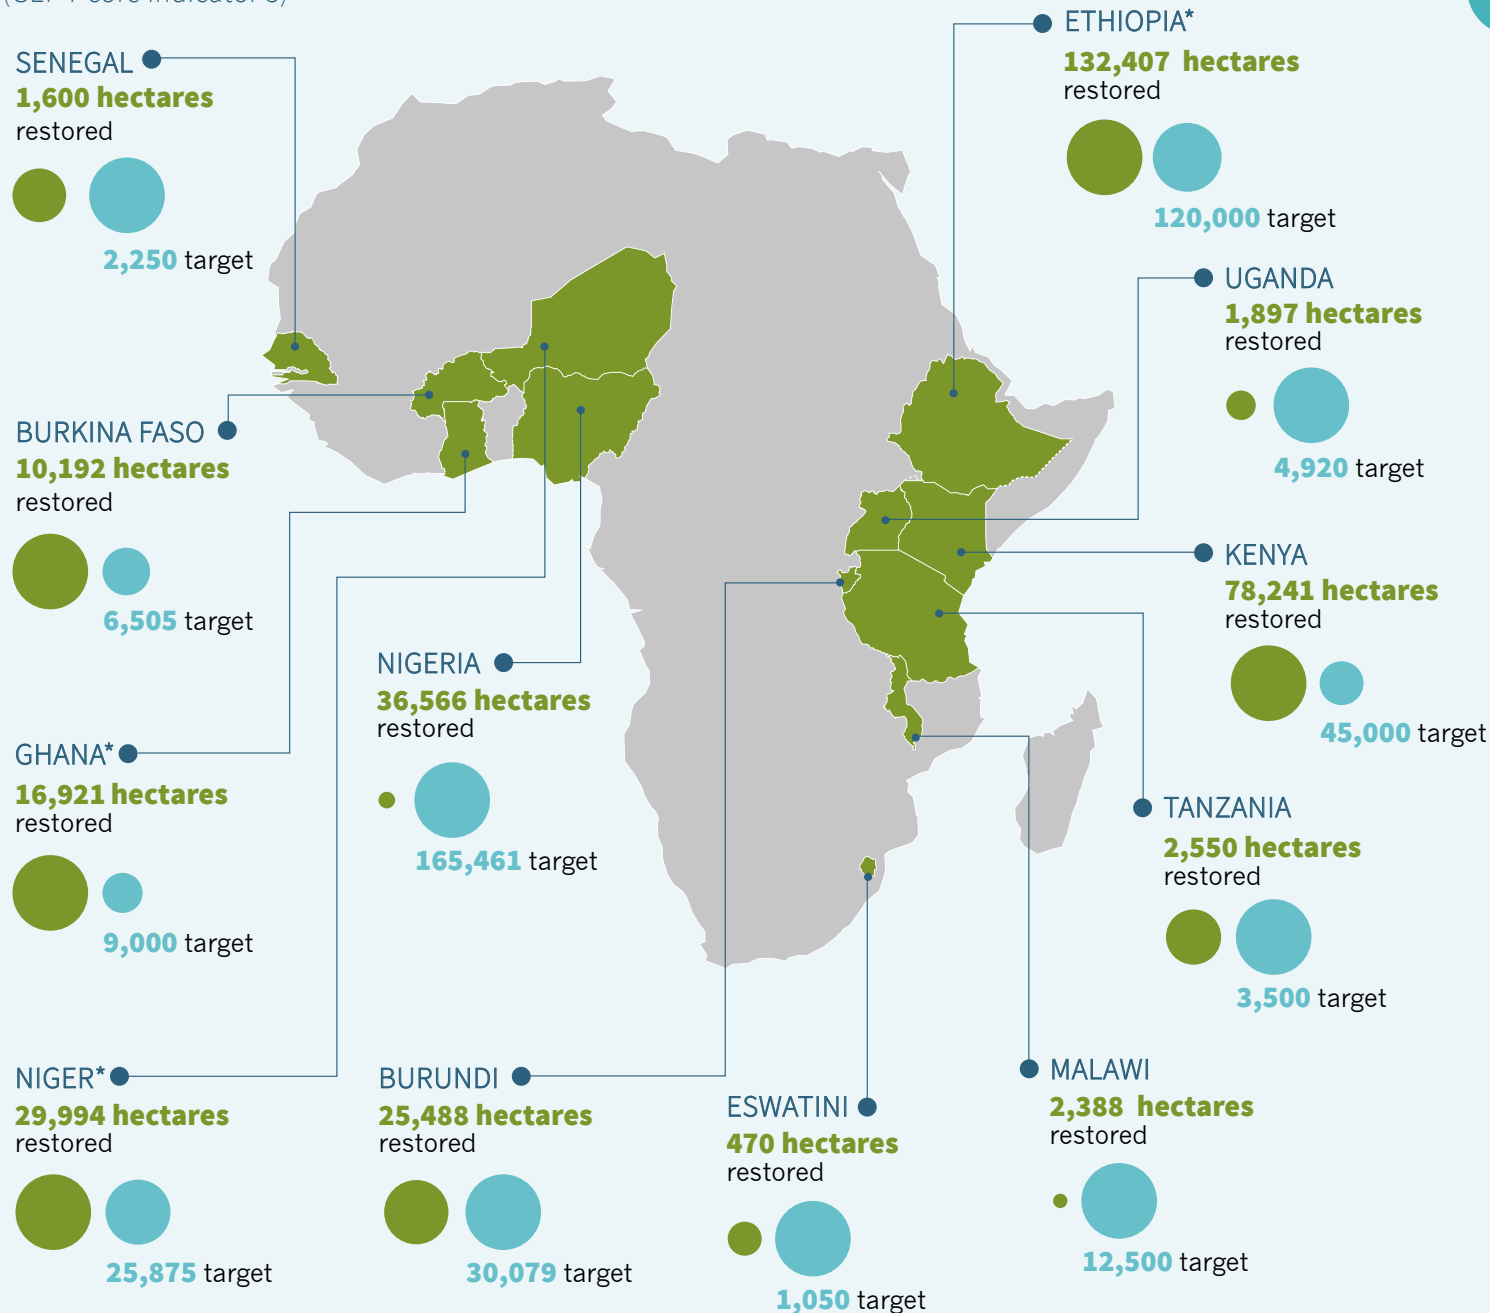 SENEGAL
1,600 hectares
restored
2,250 target
BURKINA FASO
10,192 hectares
restored
6,505 target
GHANA*
16,921 hectares
restored
9,000 target
NIGER*
29,994 hectares
restored
25,875 target
NIGERIA
36,566 hectares
restored
165,461 target
BURUNDI
25,488 hectares
restored
30,079 target
ESWATINI
470 hectares
restored
1,050 target
ETHIOPIA*
132,407 hectares
restored
120,000 target
UGANDA
1,897 hectares
restored
4,920 target
KENYA
78,241 hectares
restored
45,000 target
TANZANIA
2,550 hectares
restored
3,500 target
MALAWI
2,388 hectares
restored
12,500 target